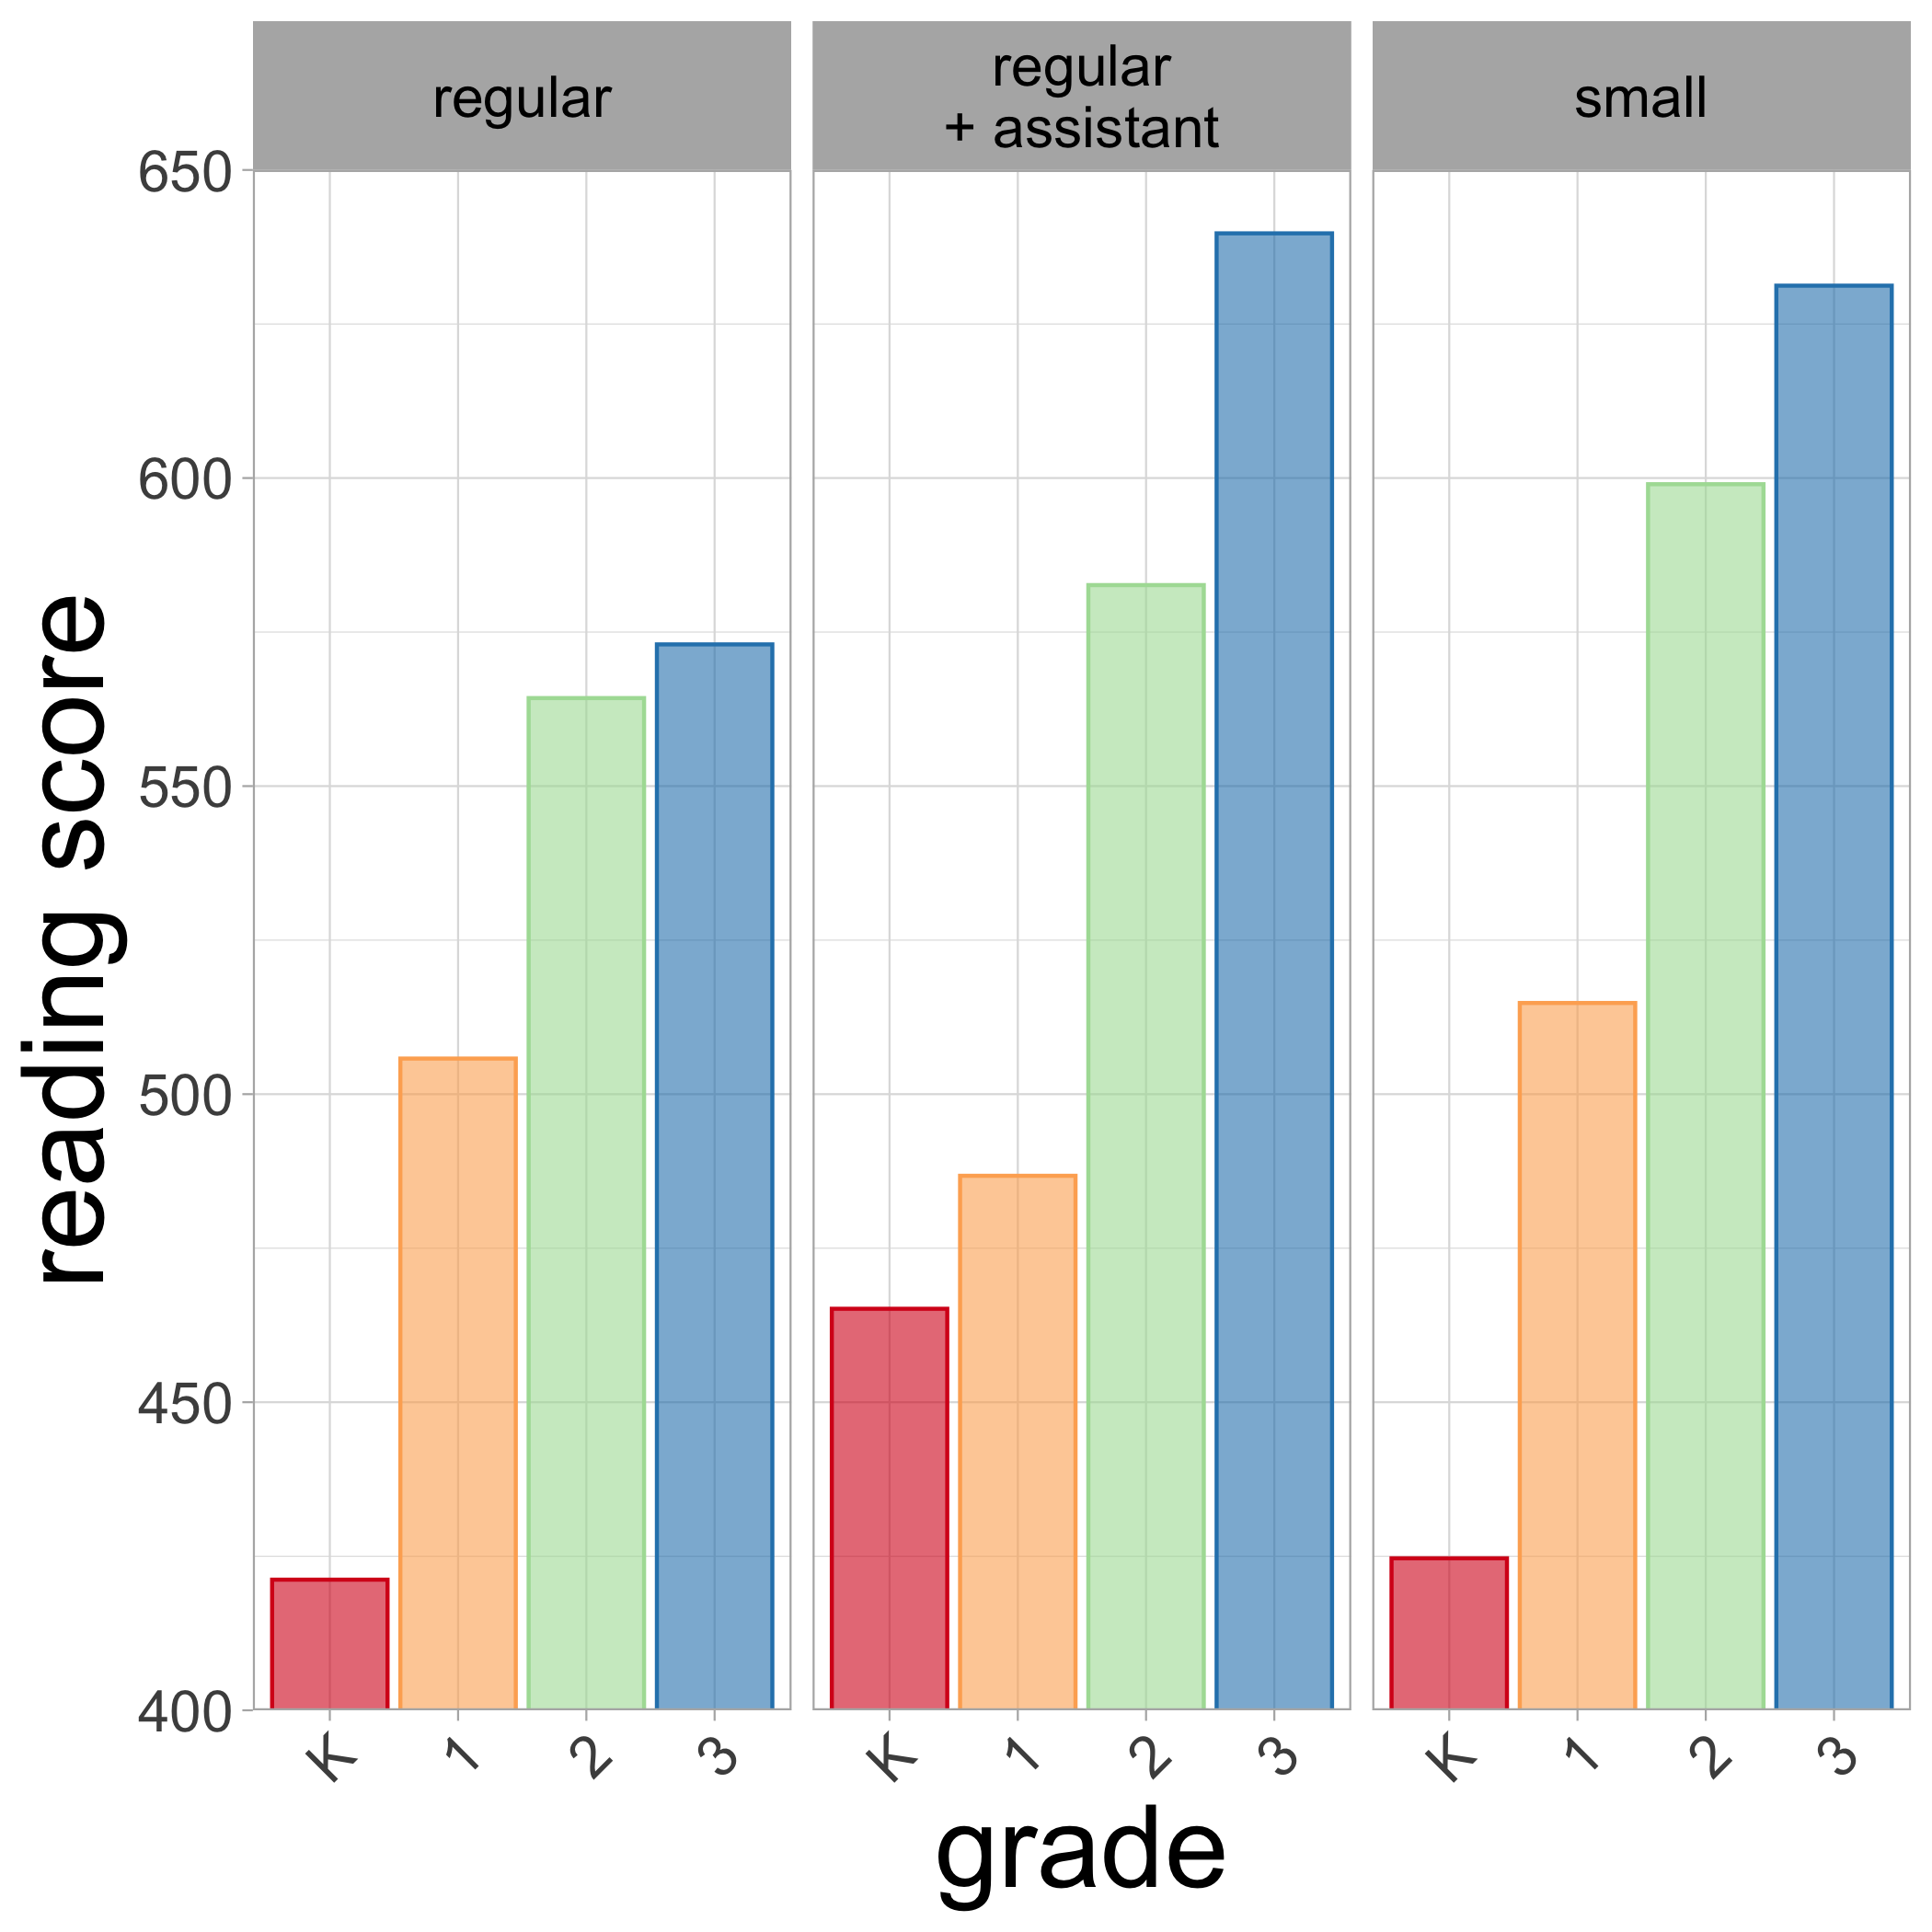 regular
regular
+ assistant
small
650
600
550
500
450
400
reading score
K 1 2 3
K 1 2 3
K 1 2 3
grade